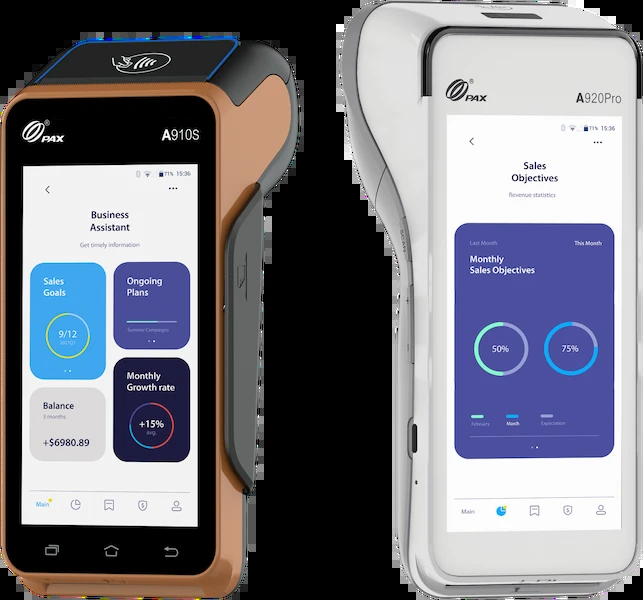 PAX
A910S
71% 15:36
Business
Assistant
Get timely information
Sales
Goals
9/12
2021Q1
Ongoing
Plans
Summer Campaigns
Balance
3 months
+$6980.89
Monthly
Growth rate
+15%
avg.
Main
PAX
A920Pro
71% 15:36
Sales
Objectives
Revenue statistics
Last Month This Month
Monthly
Sales Objectives
50% 75%
February Month Expectation
Main
SCAN